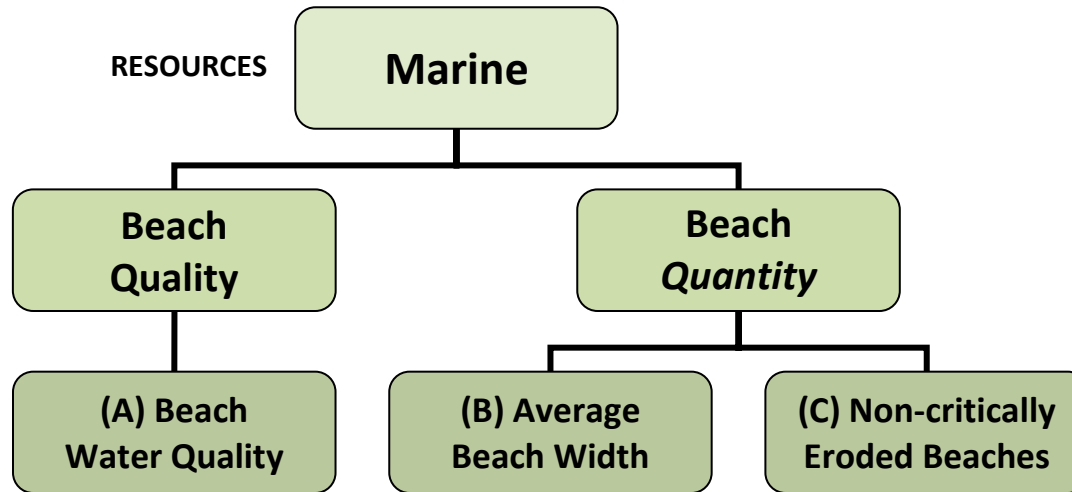 RESOURCES
Marine
Beach
Quality
Beach
Quantity
(A) Beach
Water Quality
(B) Average
Beach Width
(C) Non-critically
Eroded Beaches